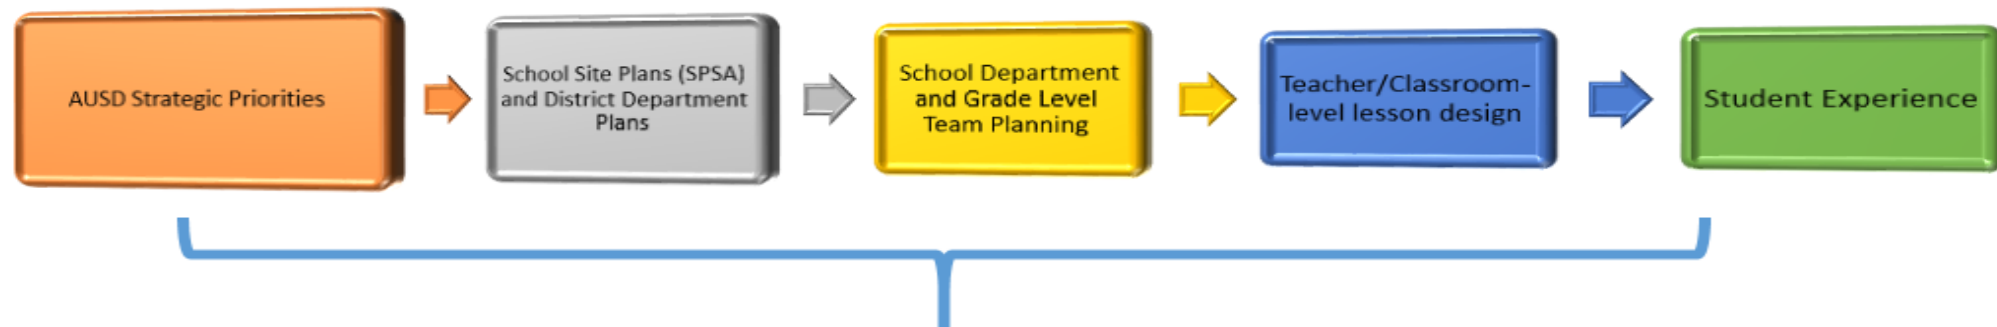 AUSD Strategic Priorities
School Site Plans (SPSA)
and District Department
Plans
School Department
and Grade Level
Team Planning
Teacher/Classroom-
level lesson design
Student Experience